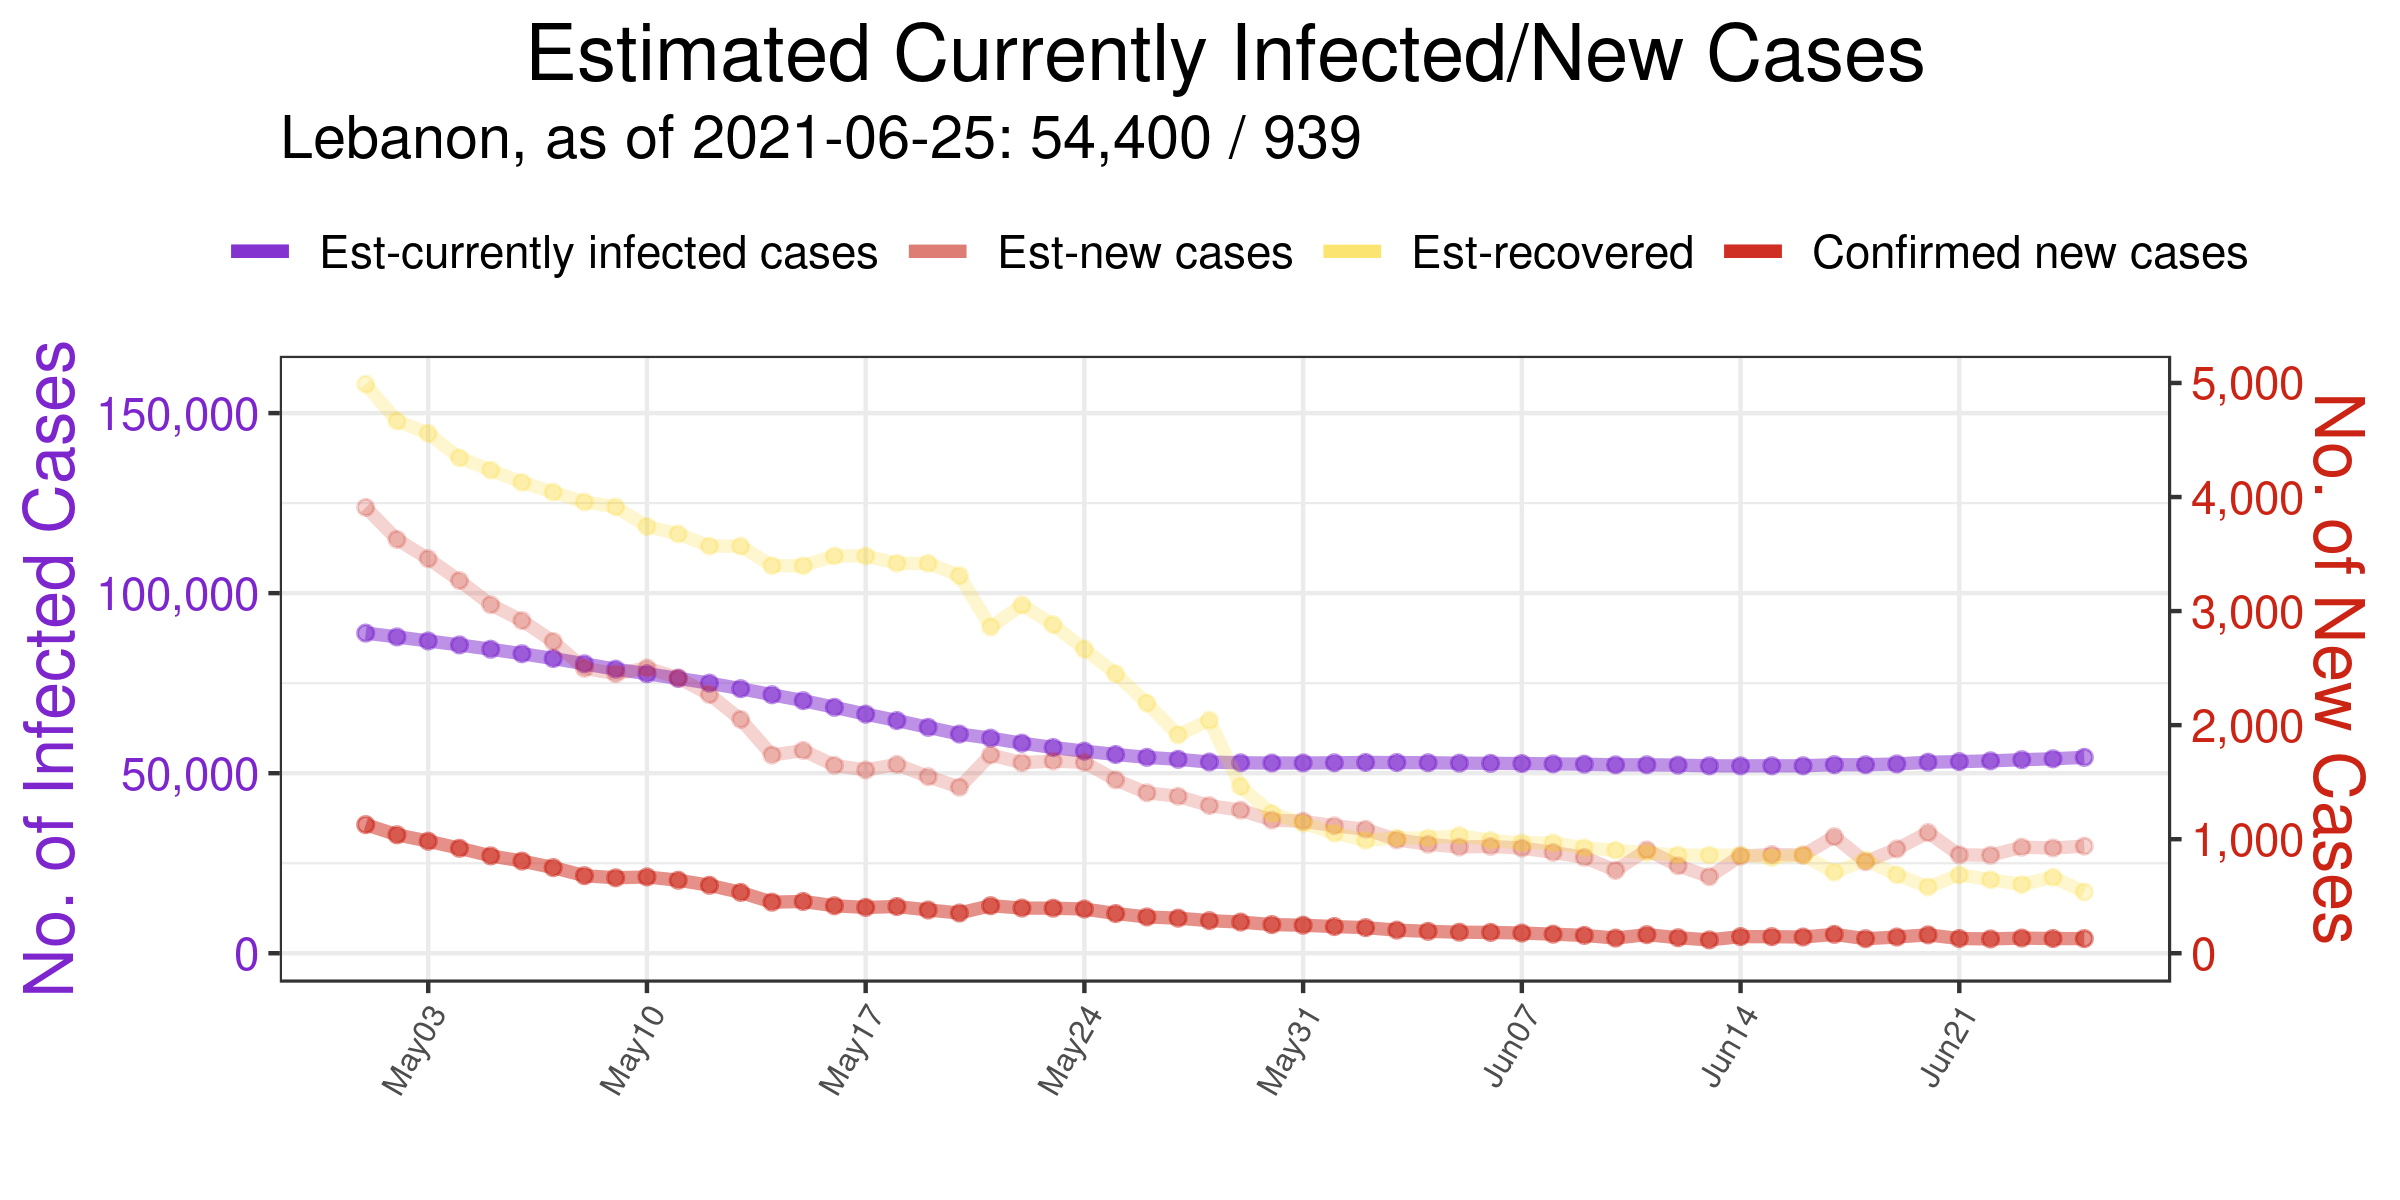 Estimated Currently Infected/New Cases
Lebanon, as of 2021-06-25: 54,400 / 939
Est-currently infected cases Est-new cases Est-recovered Confirmed new cases
No. of Infected Cases
150,000
100,000
50,000
0
5,000
4,000
3,000
2,000
1,000
0
No. of New Cases
May03 May10 May17 May24 May31 Jun07 Jun14 Jun21